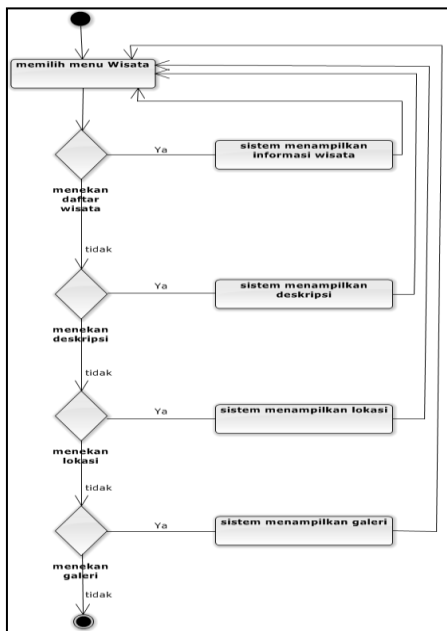 memilih menu Wisata
Ya
sistem menampilkan
informasi wisata
menekan
daftar
wisata
tidak
Ya
sistem menampilkan
deskripsi
menekan
deskripsi
tidak
Ya
sistem menampilkan lokasi
menekan
lokasi
tidak
Ya
sistem menampilkan galeri
menekan
galeri
tidak